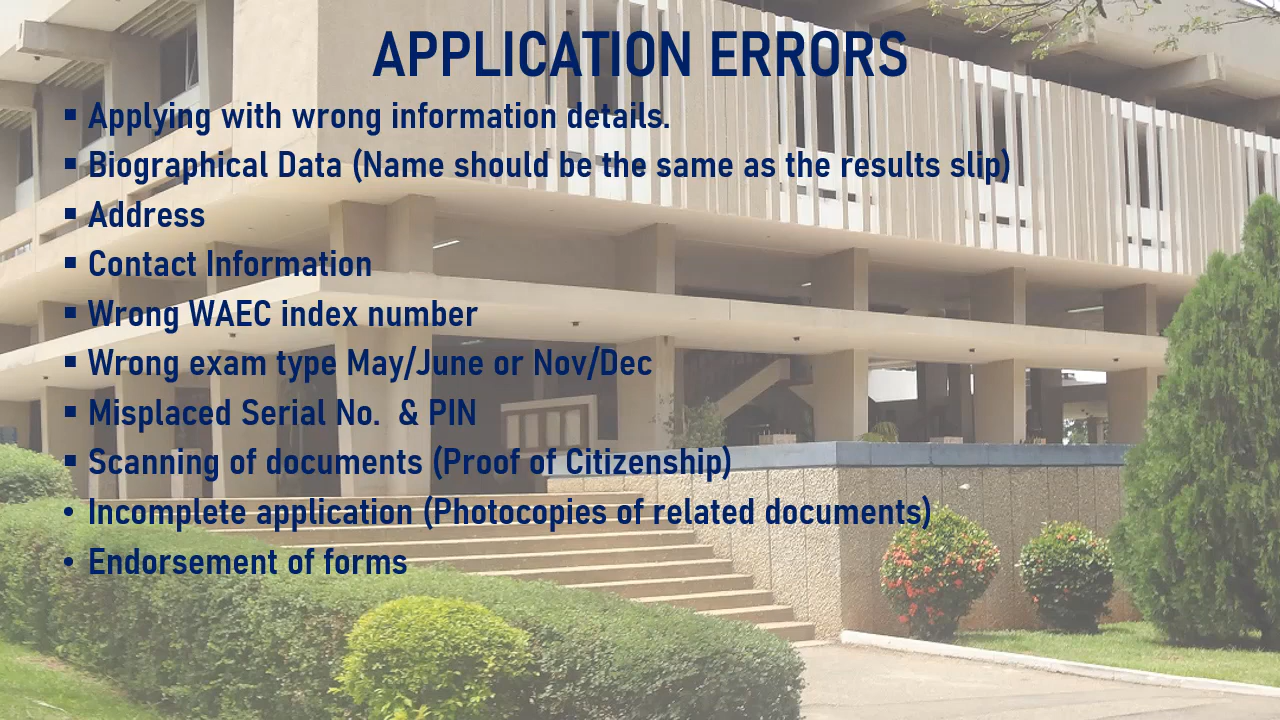 APPLICATION ERRORS
▪ Applying with wrong information details.
▪ Biographical Data (Name should be the same as the results slip)
▪ Address
▪ Contact Information
▪ Wrong WAEC index number
▪ Wrong exam type May/June or Nov/Dec
▪ Misplaced Serial No.  & PIN
▪ Scanning of documents (Proof of Citizenship)
• Incomplete application (Photocopies of related documents)
• Endorsement of forms